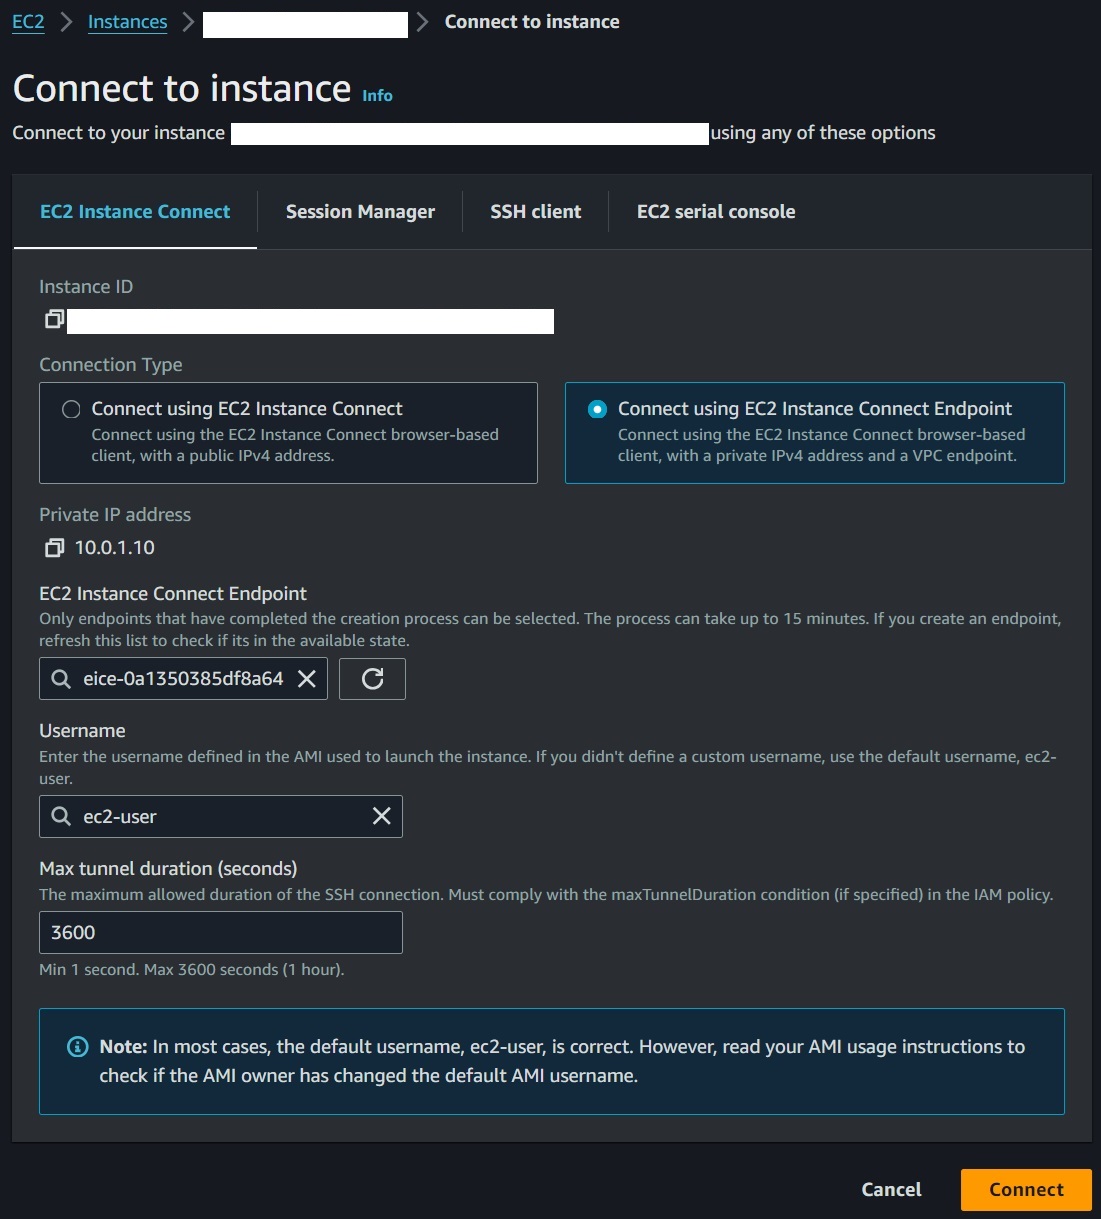 EC2 > Instances > Connect to instance
Connect to instance Info
Connect to your instance using any of these options
EC2 Instance Connect Session Manager SSH client EC2 serial console
Instance ID
Connection Type
Connect using EC2 Instance Connect
Connect using the EC2 Instance Connect browser-based
client, with a public IPv4 address.
Connect using EC2 Instance Connect Endpoint
Connect using the EC2 Instance Connect browser-based
client, with a private IPv4 address and a VPC endpoint.
Private IP address
10.0.1.10
EC2 Instance Connect Endpoint
Only endpoints that have completed the creation process can be selected. The process can take up to 15 minutes. If you create an endpoint,
refresh this list to check if its in the available state.
eice-0a1350385df8a64
Username
Enter the username defined in the AMI used to launch the instance. If you didn't define a custom username, use the default username, ec2-
user.
ec2-user
Max tunnel duration (seconds)
The maximum allowed duration of the SSH connection. Must comply with the maxTunnelDuration condition (if specified) in the IAM policy.
3600
Min 1 second. Max 3600 seconds (1 hour).
Note: In most cases, the default username, ec2-user, is correct. However, read your AMI usage instructions to
check if the AMI owner has changed the default AMI username.
Cancel Connect